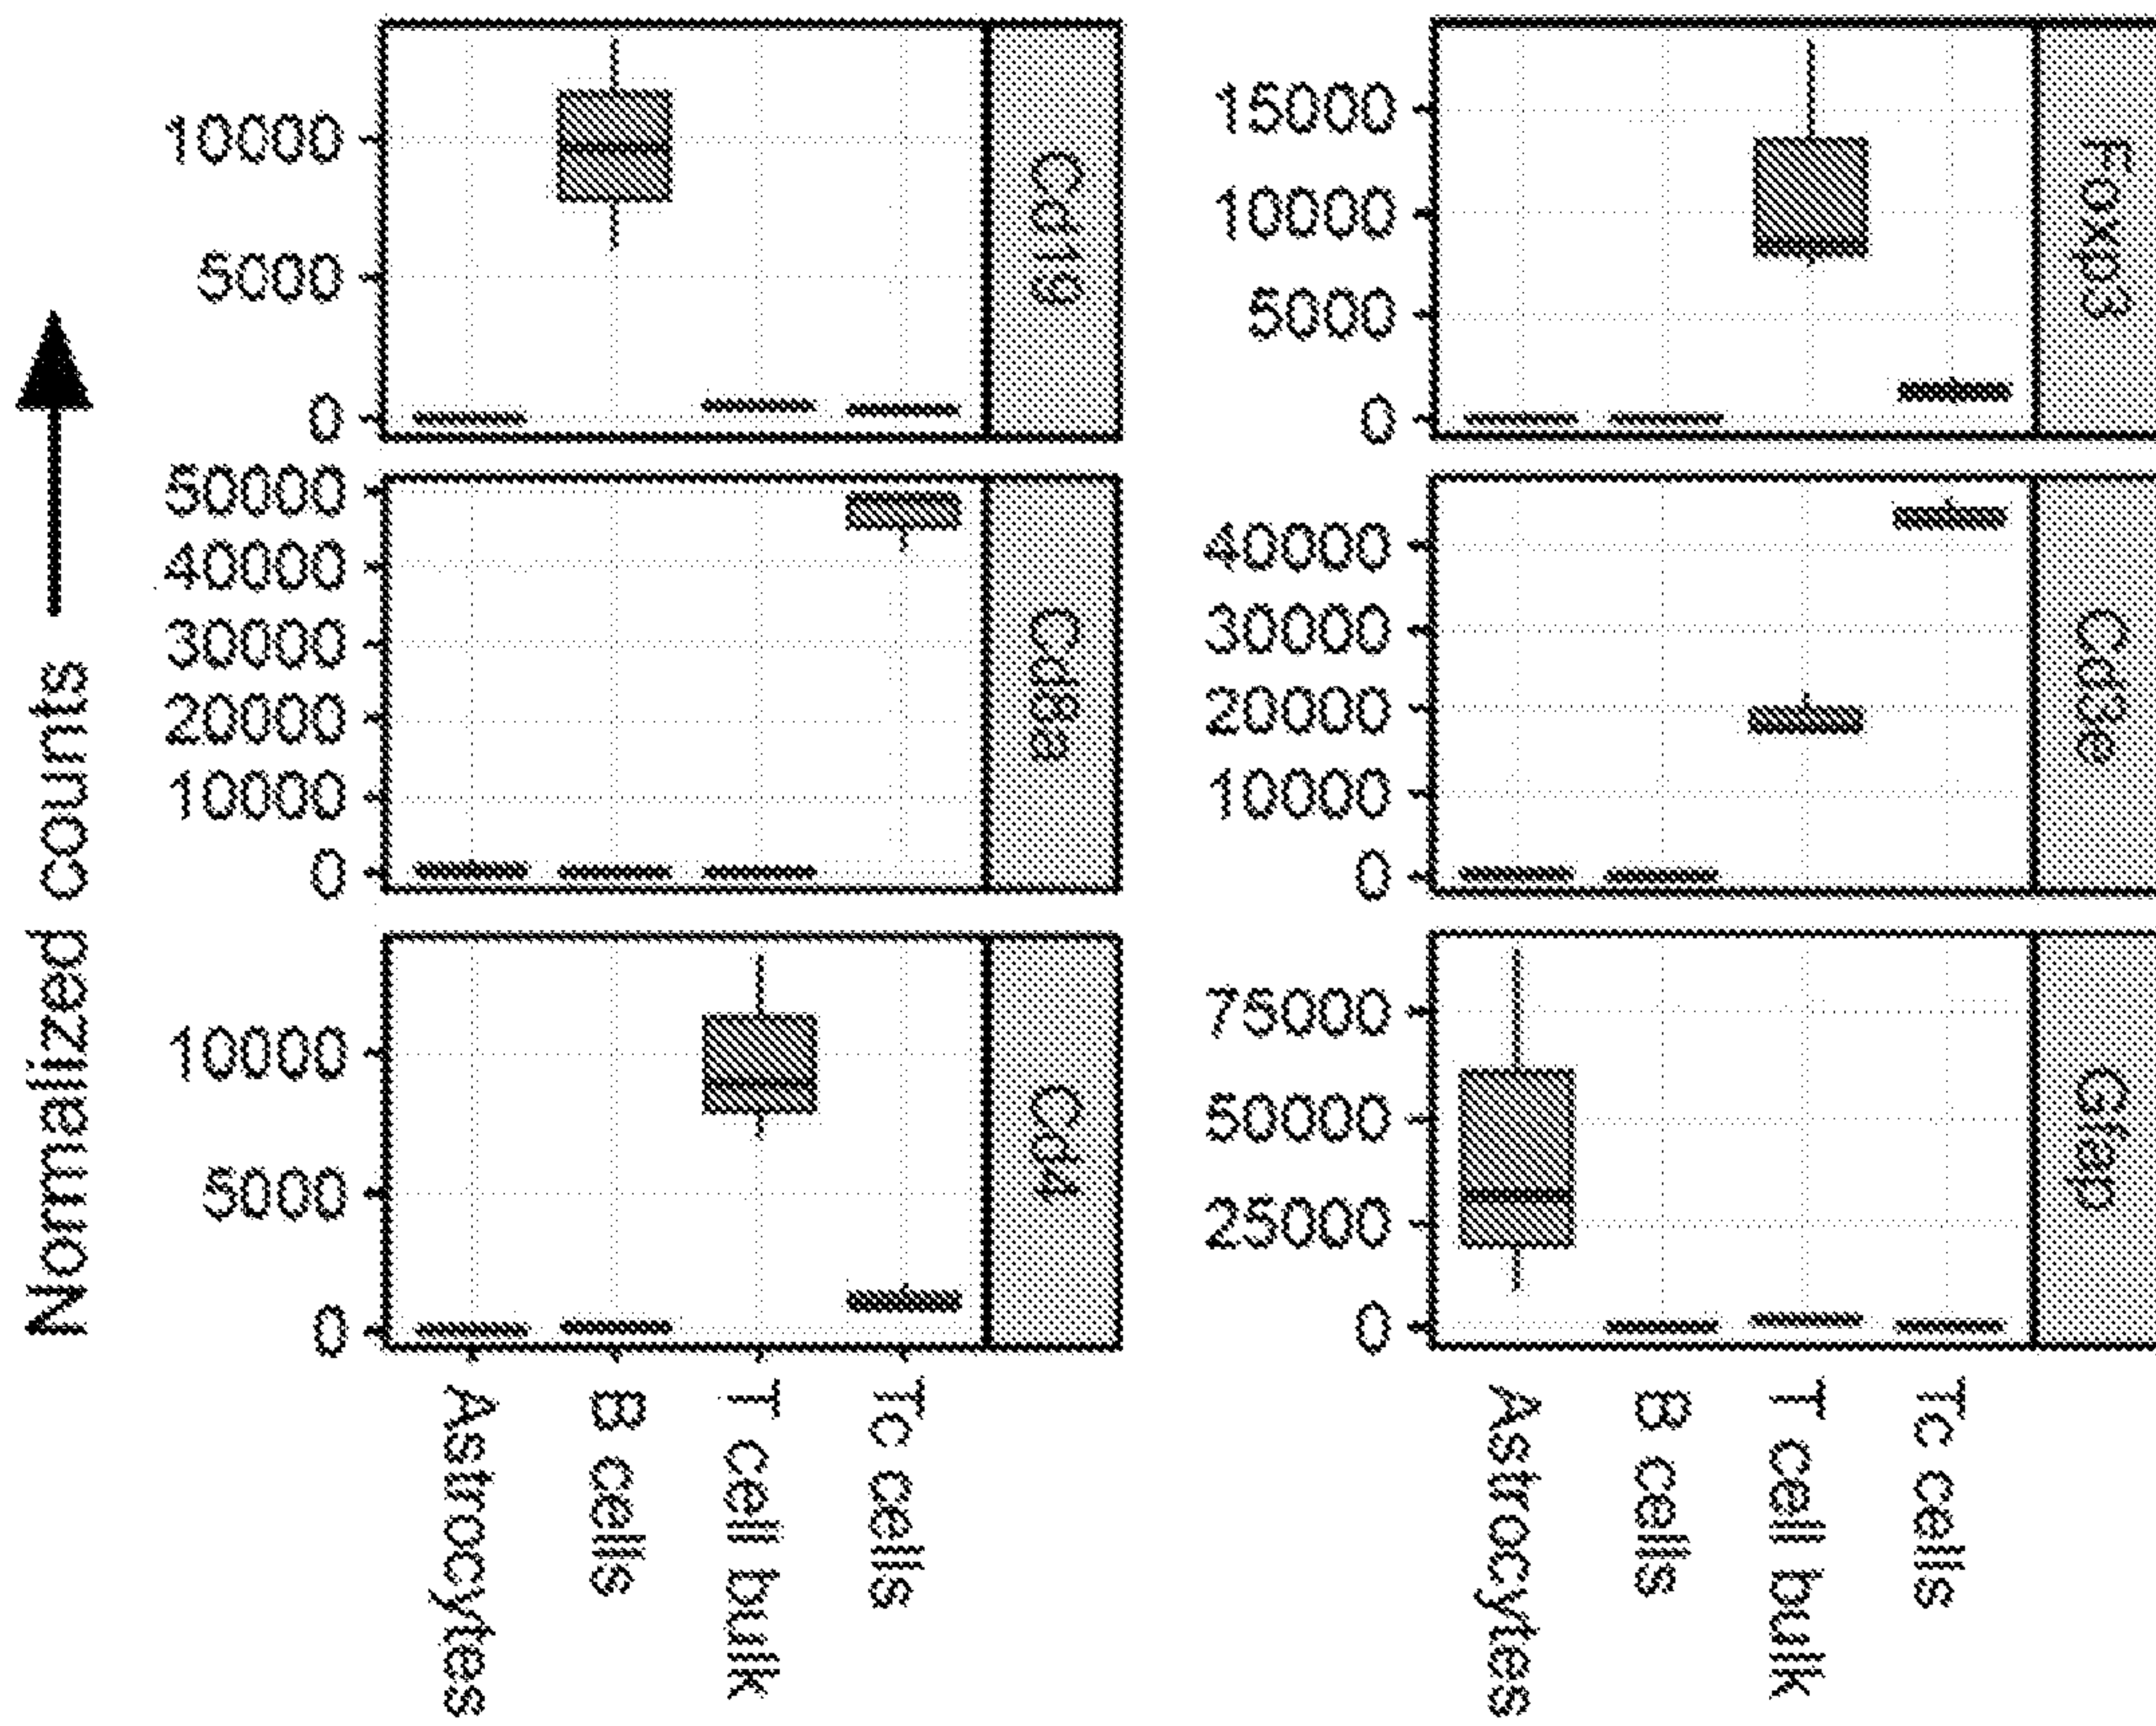 Normalized counts
10000
5000
0
Cd19
50000
40000
30000
20000
10000
0
Cd8a
10000
5000
0
Cd4
Astrocytes
B cells
T cell bulk
Tc cells
15000
10000
5000
0
Foxp3
40000
30000
20000
10000
0
Cd3e
75000
50000
25000
0
Gfap
Astrocytes
B cells
T cell bulk
Tc cells